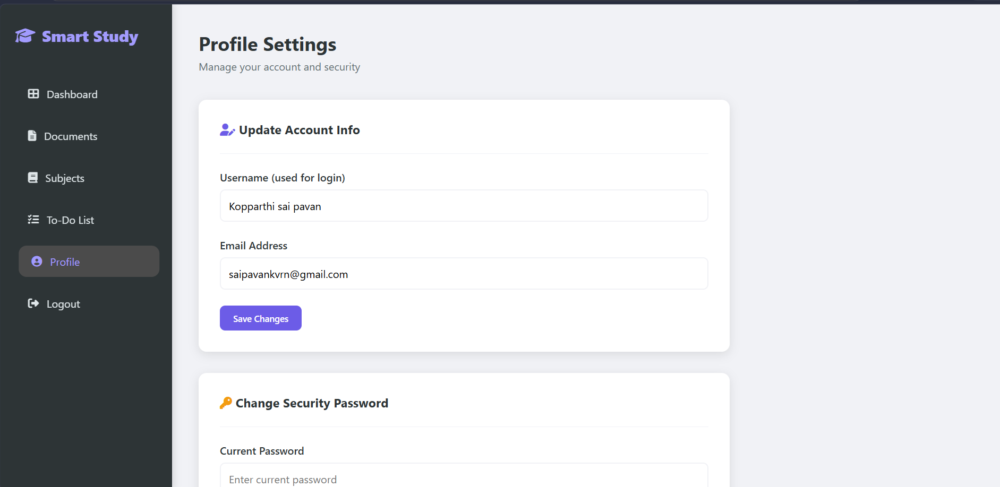 Smart Study
Dashboard
Documents
Subjects
To-Do List
Profile
Logout
Profile Settings
Manage your account and security
Update Account Info
Username (used for login)
Kopparthi sai pavan
Email Address
saipavankvrn@gmail.com
Save Changes
Change Security Password
Current Password
Enter current password